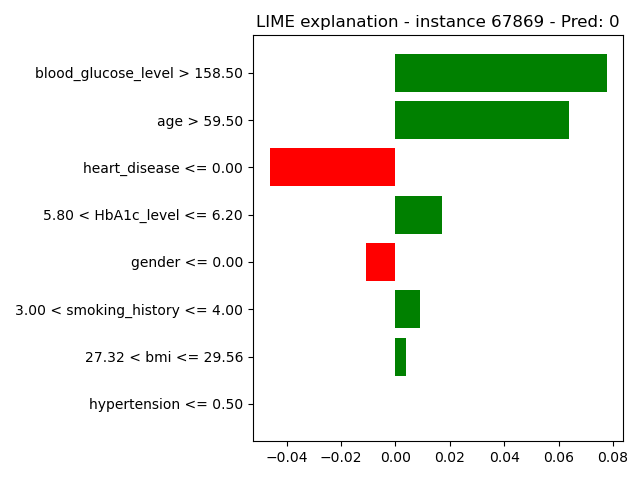 LIME explanation - instance 67869 - Pred: 0
blood_glucose_level > 158.50
age > 59.50
heart_disease <= 0.00
5.80 < HbA1c_level <= 6.20
gender <= 0.00
3.00 < smoking_history <= 4.00
27.32 < bmi <= 29.56
hypertension <= 0.50
−0.04 −0.02 0.00 0.02 0.04 0.06 0.08